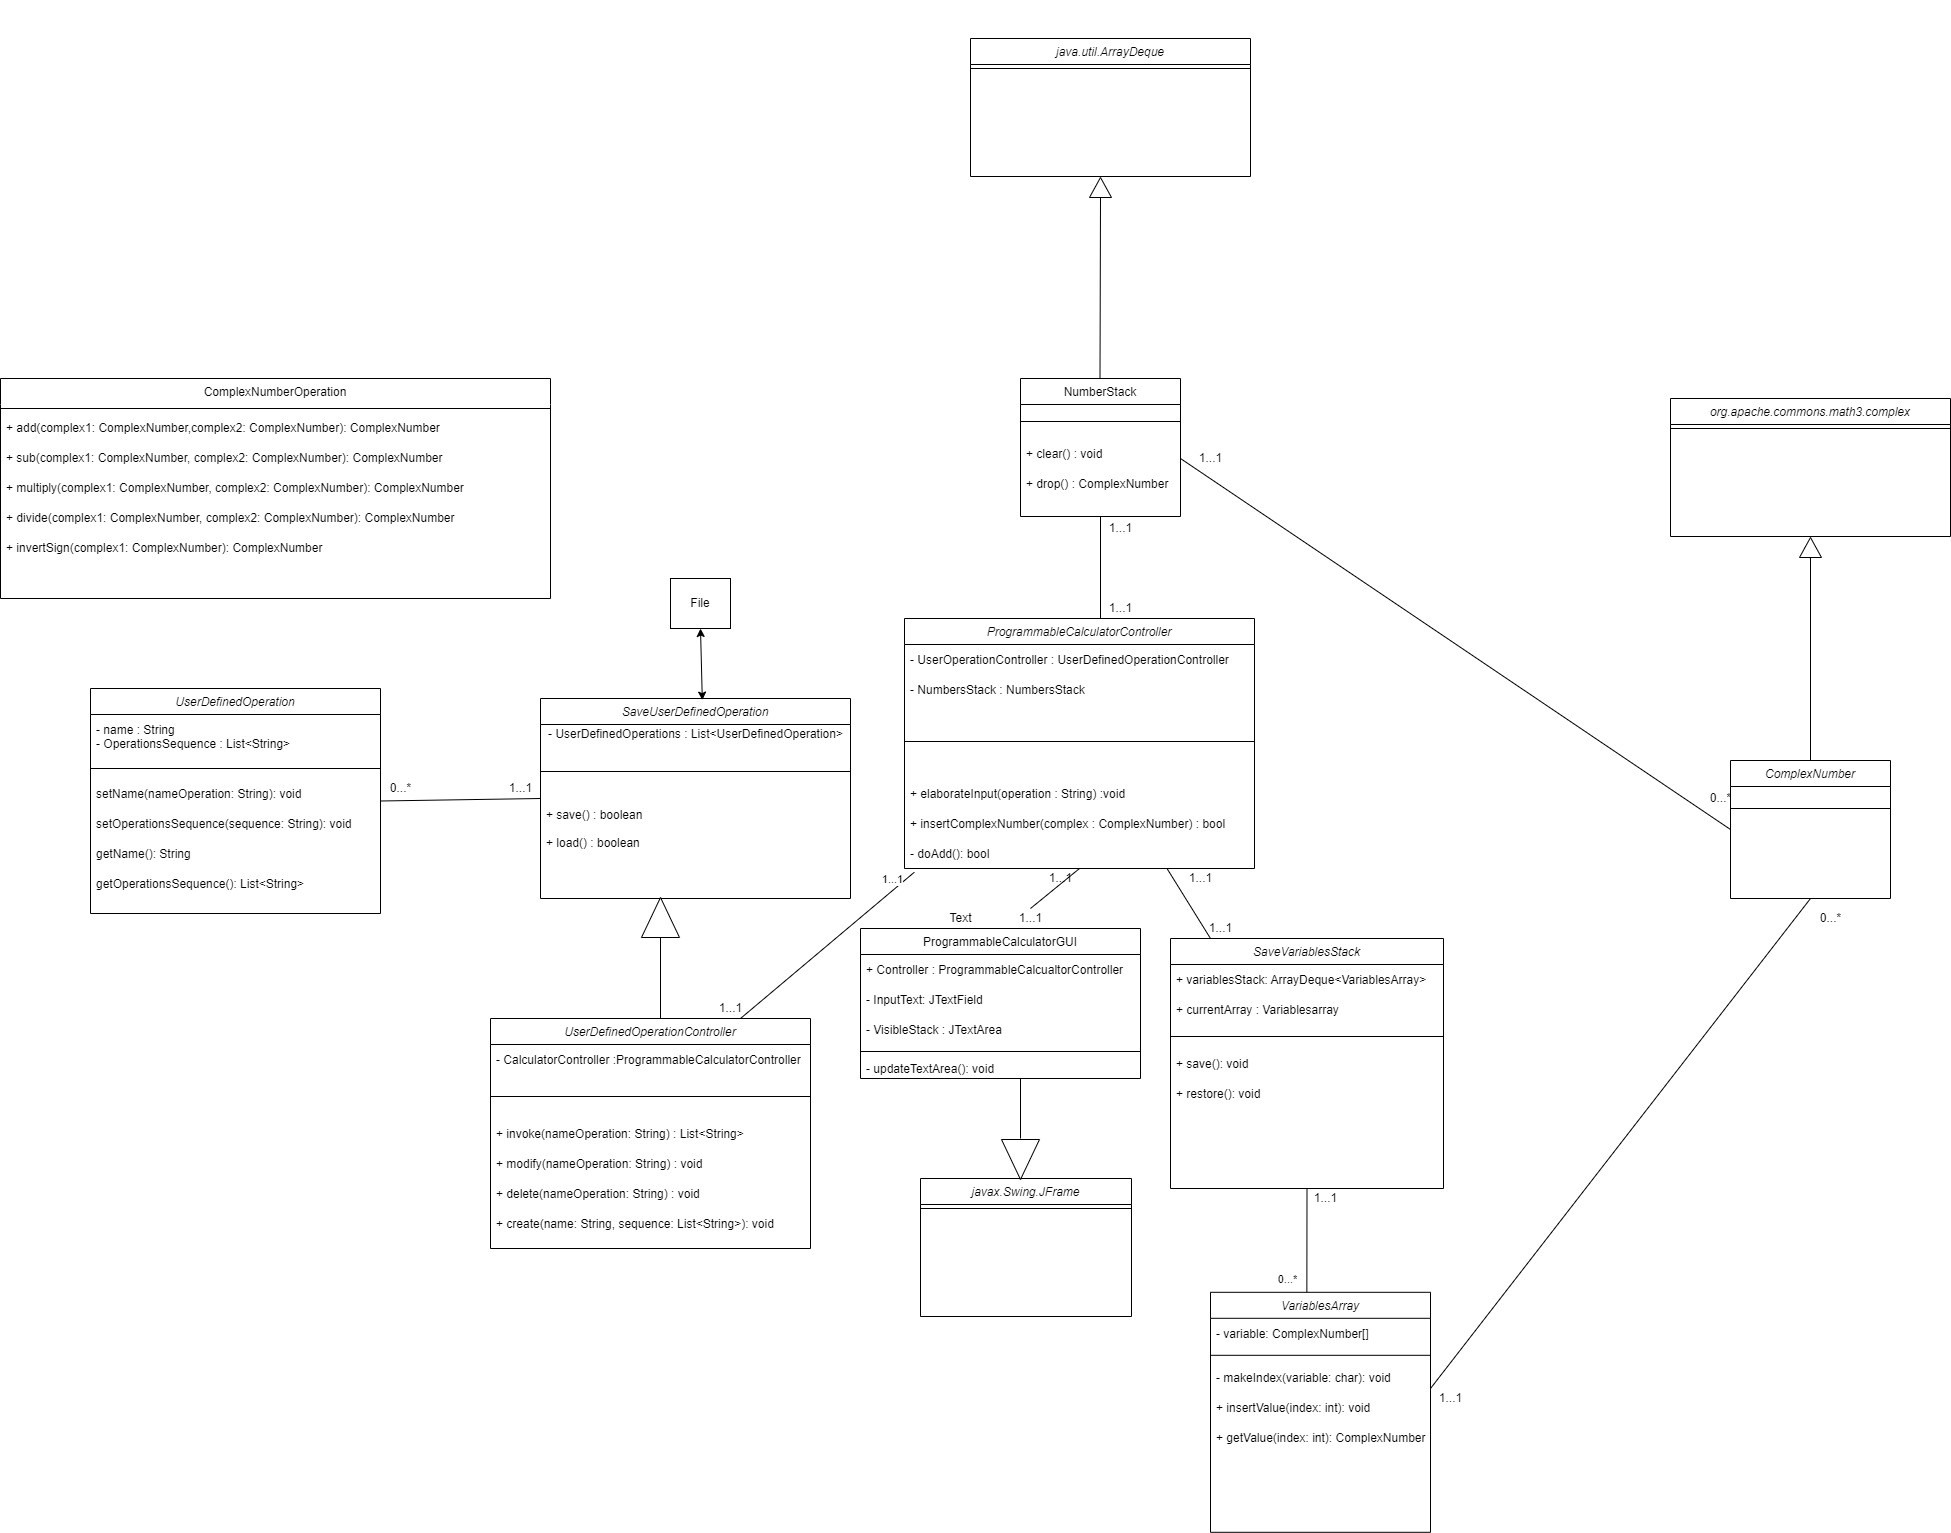 java.util.ArrayDeque
ComplexNumberOperation
+ add(complex1: ComplexNumber,complex2: ComplexNumber): ComplexNumber
+ sub(complex1: ComplexNumber, complex2: ComplexNumber): ComplexNumber
+ multiply(complex1: ComplexNumber, complex2: ComplexNumber): ComplexNumber
+ divide(complex1: ComplexNumber, complex2: ComplexNumber): ComplexNumber
+ invertSign(complex1: ComplexNumber): ComplexNumber
NumberStack
+ clear() : void
+ drop() : ComplexNumber
1...1
1...1
1...1
org.apache.commons.math3.complex
File
ProgrammableCalculatorController
- UserOperationController : UserDefinedOperationController
- NumbersStack : NumbersStack
+ elaborateInput(operation : String) :void
+ insertComplexNumber(complex : ComplexNumber) : bool
- doAdd(): bool
UserDefinedOperation
- name : String
- OperationsSequence : List<String>
setName(nameOperation: String): void
setOperationsSequence(sequence: String): void
getName(): String
getOperationsSequence(): List<String>
0...*
1...1
SaveUserDefinedOperation
- UserDefinedOperations : List<UserDefinedOperation>
+ save() : boolean
+ load() : boolean
ComplexNumber
0...*
0...*
1...1
1...1
1...1
Text
1...1
1...1
1...1
ProgrammableCalculatorGUI
+ Controller : ProgrammableCalcualtorController
- InputText: JTextField
- VisibleStack : JTextArea
- updateTextArea(): void
SaveVariablesStack
+ variablesStack: ArrayDeque<VariablesArray>
+ currentArray : Variablesarray
+ save(): void
+ restore(): void
UserDefinedOperationController
- CalculatorController :ProgrammableCalculatorController
+ invoke(nameOperation: String) : List<String>
+ modify(nameOperation: String) : void
+ delete(nameOperation: String) : void
+ create(name: String, sequence: List<String>): void
javax.Swing.JFrame
1...1
0...*
VariablesArray
- variable: ComplexNumber[]
- makeIndex(variable: char): void
+ insertValue(index: int): void
+ getValue(index: int): ComplexNumber
1...1